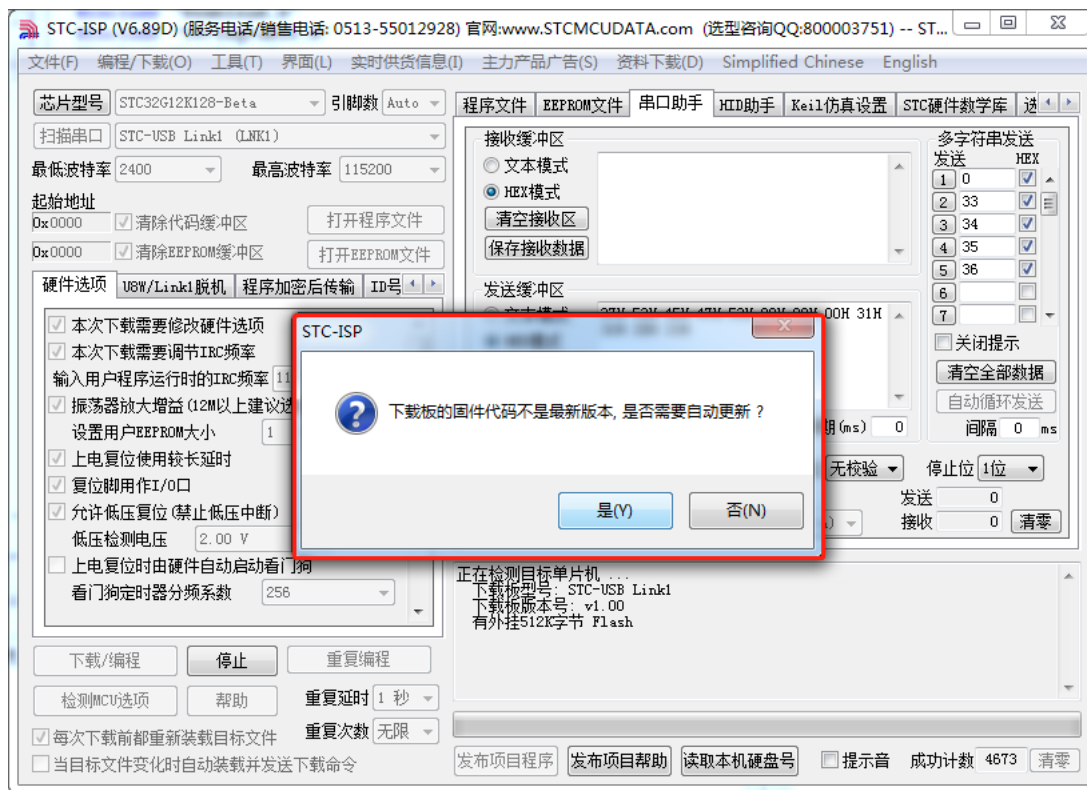 STC-ISP (V6.89D) (服务电话/销售电话: 0513-55012928) 官网:www.STCMCUDATA.com (选型咨询QQ:800003751) -- ST...
文件(F) 编程/下载(O) 工具(T) 界面(L) 实时供货信息(I) 主力产品广告(S) 资料下载(D) Simplified Chinese English
芯片型号 STC32G12K128-Beta 引脚数 Auto
扫描串口 STC-USB Link1 (LNK1)
最低波特率 2400 最高波特率 115200
起始地址
0x0000 清除代码缓冲区 打开程序文件
0x0000 清除EEPROM缓冲区 打开EEPROM文件
硬件选项 U8W/Link1脱机 程序加密后传输 ID号
本次下载需要修改硬件选项
本次下载需要调节IRC频率
输入用户程序运行时的IRC频率 11
振荡器放大增益(12M以上建议选
设置用户EEPROM大小 1
上电复位使用较长延时
复位脚用作I/O口
允许低压复位(禁止低压中断)
低压检测电压 2.00 V
上电复位时由硬件自动启动看门狗
看门狗定时器分频系数 256
下载/编程 停止 重复编程
检测MCU选项 帮助 重复延时 1 秒
重复次数 无限
每次下载前都重新装载目标文件
当目标文件变化时自动装载并发送下载命令
程序文件 EEPROM文件 串口助手 HID助手 Keil仿真设置 STC硬件数学库 选
接收缓冲区
文本模式
HEX模式
清空接收区
保存接收数据
发送缓冲区
00H 31H
期(ms) 0
无校验 停止位 1位
发送 0
接收 0 清零
多字符串发送
发送 HEX
1 0
2 33
3 34
4 35
5 36
6
7
关闭提示
清空全部数据
自动循环发送
间隔 0 ms
STC-ISP
下载板的固件代码不是最新版本, 是否需要自动更新 ?
是(Y) 否(N)
正在检测目标单片机 ...
下载板型号: STC-USB Link1
下载板版本号: v1.00
有外挂512K字节 Flash
发布项目程序 发布项目帮助 读取本机硬盘号 提示音 成功计数 4673 清零